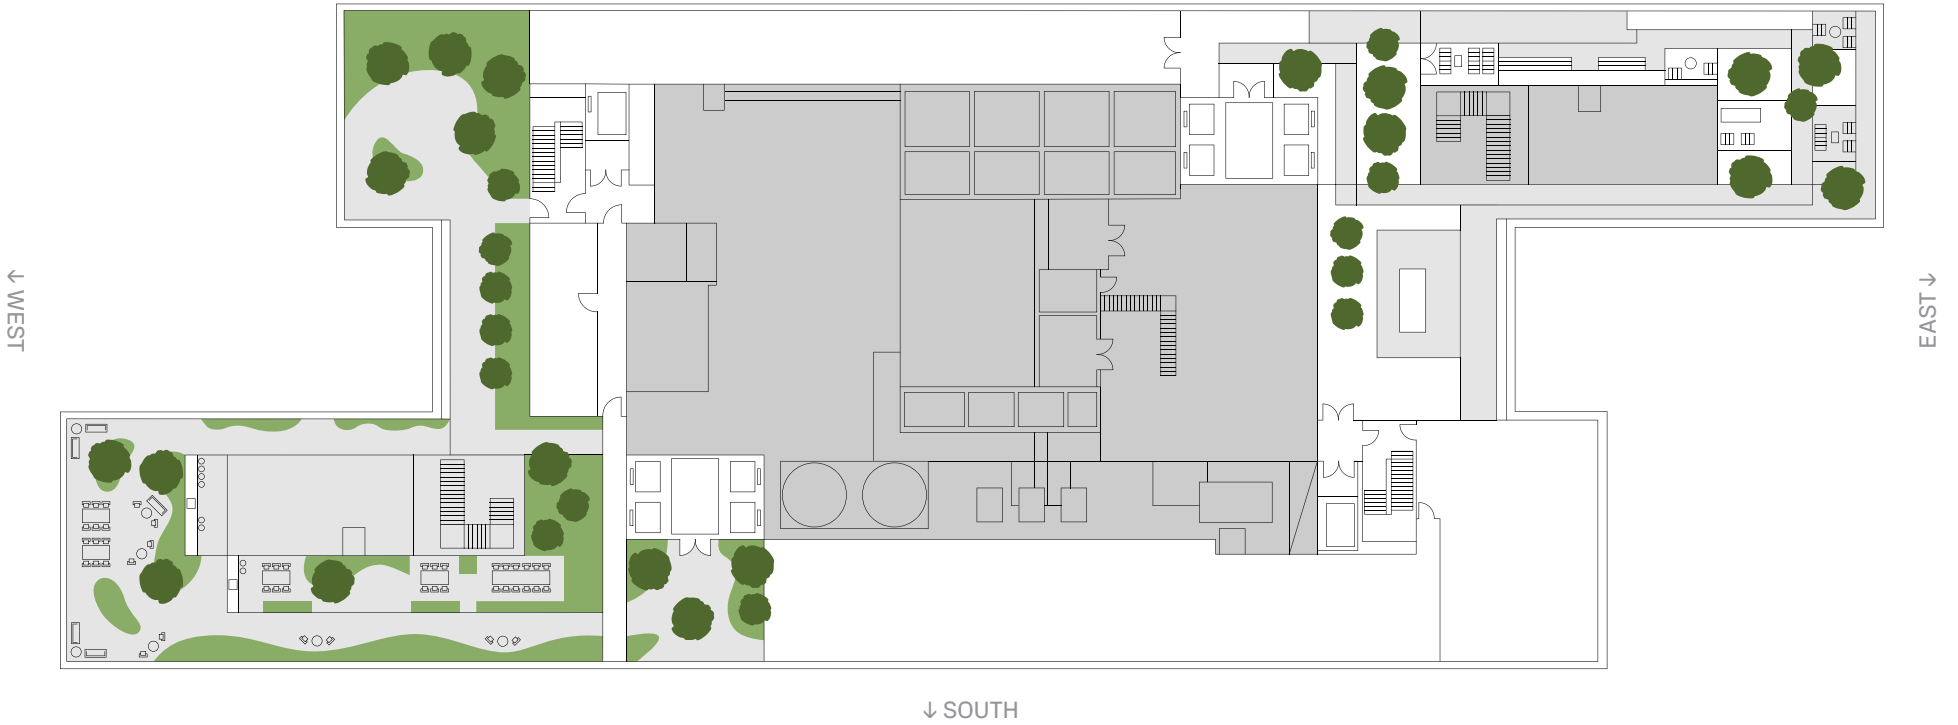 ↓ WEST
EAST ↓
↓ SOUTH